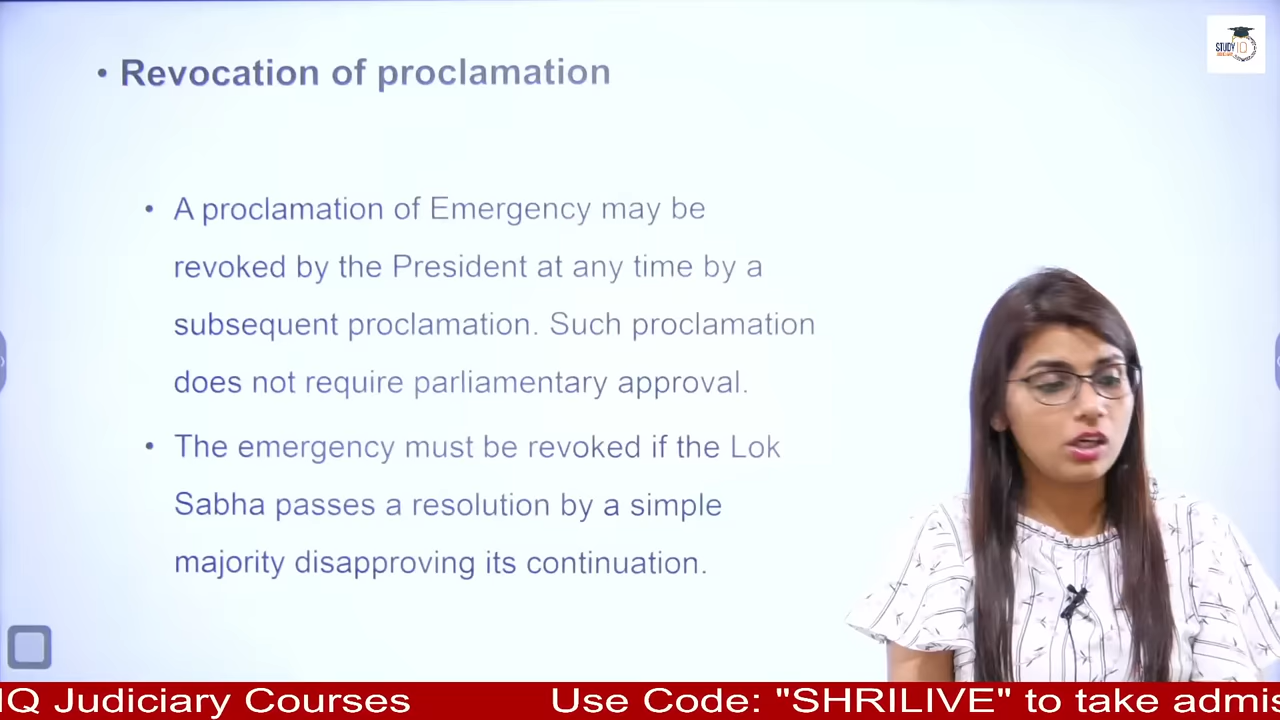 STUDY IQ
• Revocation of proclamation
• A proclamation of Emergency may be
revoked by the President at any time by a
subsequent proclamation. Such proclamation
does not require parliamentary approval.
• The emergency must be revoked if the Lok
Sabha passes a resolution by a simple
majority disapproving its continuation.
IQ Judiciary Courses Use Code: "SHRILIVE" to take admis